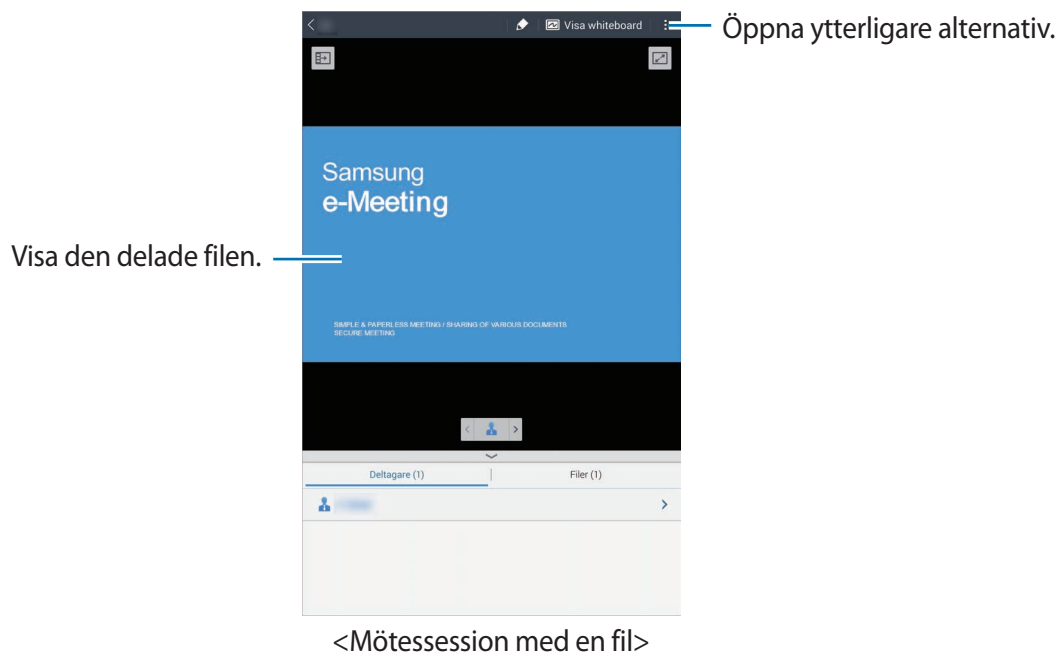 Visa whiteboard
Öppna ytterligare alternativ.
Samsung
e-Meeting
Visa den delade filen.
SIMPLE & PAPERLESS MEETING / SHARING OF VARIOUS DOCUMENTS
SECURE MEETING
Deltagare (1)
Filer (1)
<Mötessession med en fil>